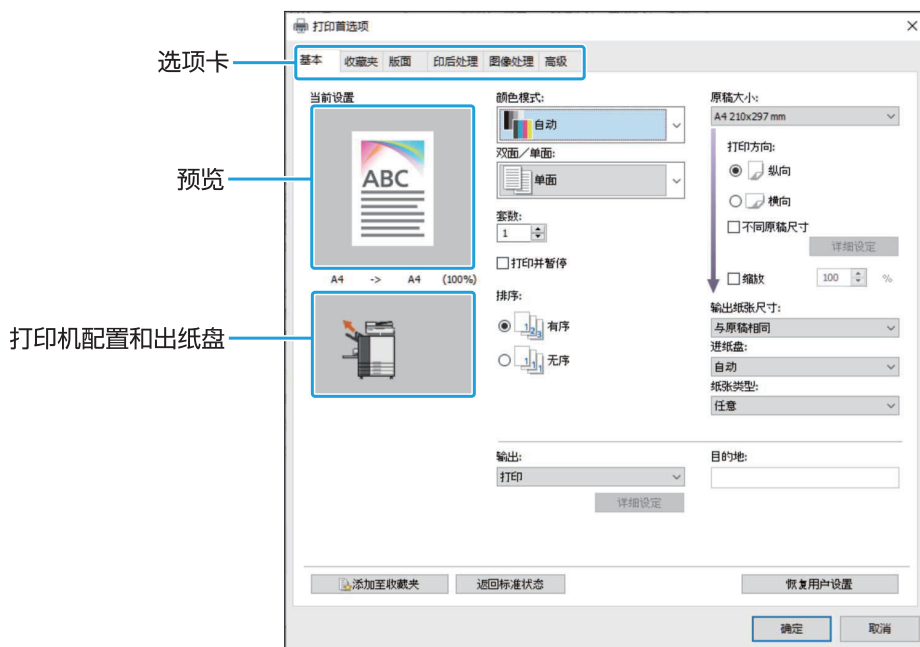 打印首选项
选项卡
基本 收藏夹 版面 印后处理 图像处理 高级
当前设置
预览
ABC
A4 -> A4 (100%)
打印机配置和出纸盘
颜色模式:
自动
双面／单面:
单面
套数:
1
打印并暂停
排序:
123 有序
111 无序
原稿大小:
A4 210x297 mm
打印方向:
纵向
横向
不同原稿尺寸
详细设定
缩放 100 %
输出纸张尺寸:
与原稿相同
进纸盘:
自动
纸张类型:
任意
输出:
打印
详细设定
目的地:
添加至收藏夹 返回标准状态 恢复用户设置
确定 取消